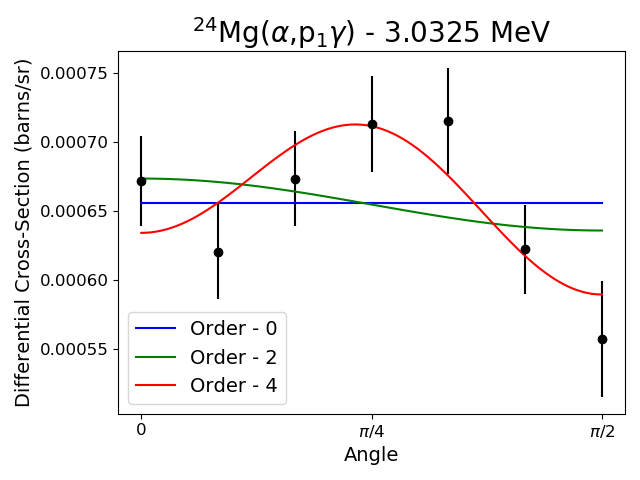 ²⁴Mg(α,p₁γ) - 3.0325 MeV
Differential Cross-Section (barns/sr)
0.00075
0.00070
0.00065
0.00060
0.00055
Order - 0
Order - 2
Order - 4
0
π/4
π/2
Angle